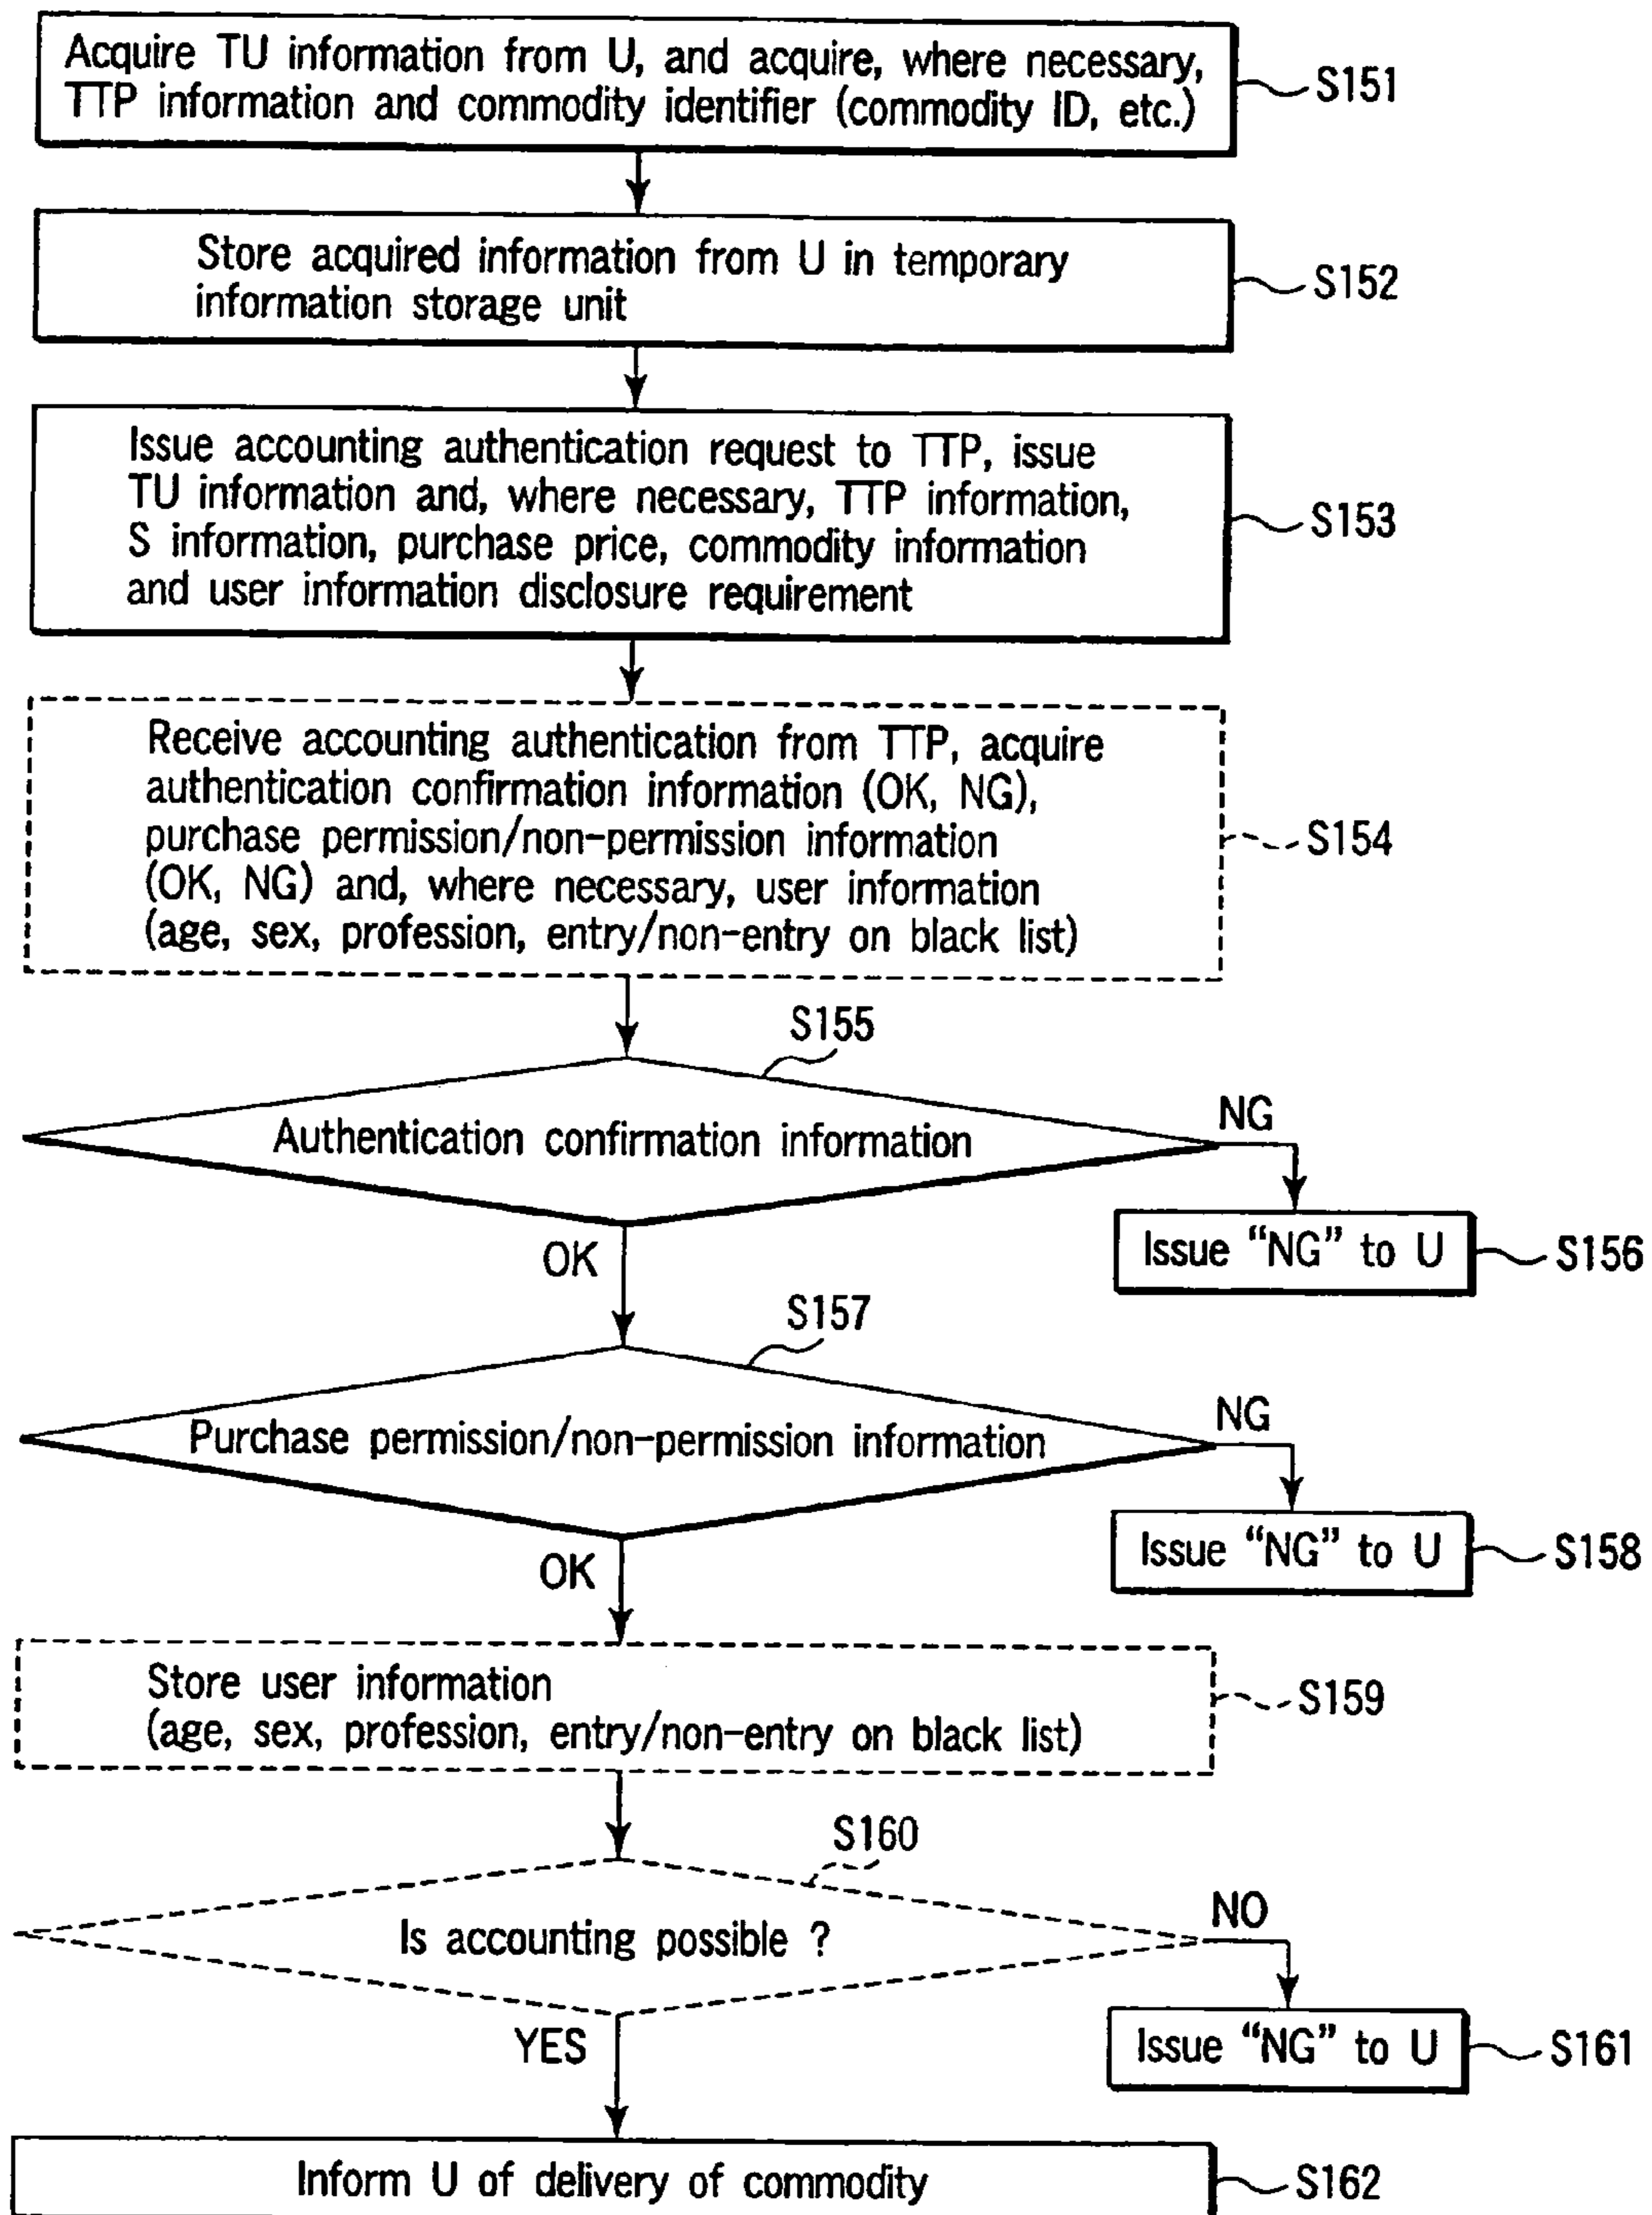 Acquire TU information from U, and acquire, where necessary,
TTP information and commodity identifier (commodity ID, etc.)
S151
Store acquired information from U in temporary
information storage unit
S152
Issue accounting authentication request to TTP, issue
TU information and, where necessary, TTP information,
S information, purchase price, commodity information
and user information disclosure requirement
S153
Receive accounting authentication from TTP, acquire
authentication confirmation information (OK, NG),
purchase permission/non-permission information
(OK, NG) and, where necessary, user information
(age, sex, profession, entry/non-entry on black list)
S154
S155
Authentication confirmation information
NG
Issue “NG” to U
S156
OK
S157
Purchase permission/non-permission information
NG
Issue “NG” to U
S158
OK
Store user information
(age, sex, profession, entry/non-entry on black list)
S159
S160
Is accounting possible ?
NO
Issue “NG” to U
S161
YES
Inform U of delivery of commodity
S162